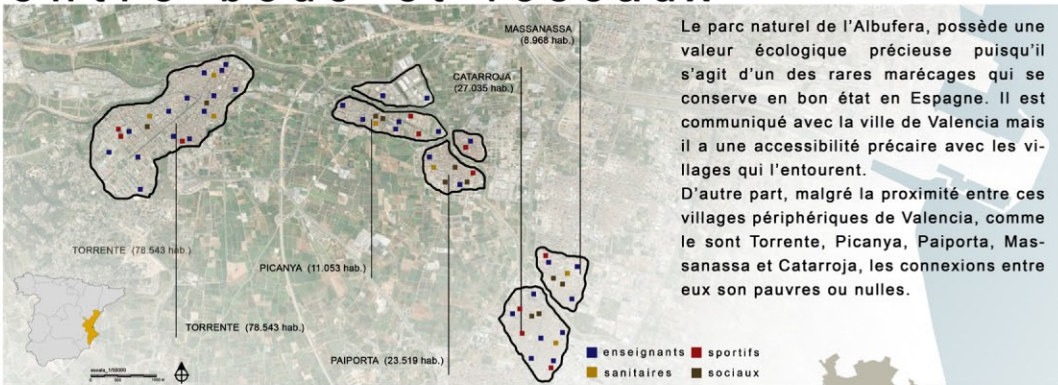 MASSANASSA
(8.968 hab.)
CATARROJA
(27.035 hab.)
TORRENTE (78.543 hab.)
PICANYA (11.053 hab.)
TORRENTE (78.543 hab.)
PAIPORTA (23.519 hab.)
escala_1/50000
enseignants
sportifs
sanitaires
sociaux
Le parc naturel de l'Albufera, possède une
valeur écologique précieuse puisqu'il
s'agit d'un des rares marécages qui se
conserve en bon état en Espagne. Il est
communiqué avec la ville de Valencia mais
il a une accessibilité précaire avec les vi-
llages qui l'entourent.
D'autre part, malgré la proximité entre ces
villages périphériques de Valencia, comme
le sont Torrente, Picanya, Paiporta, Mas-
sanassa et Catarroja, les connexions entre
eux son pauvres ou nulles.